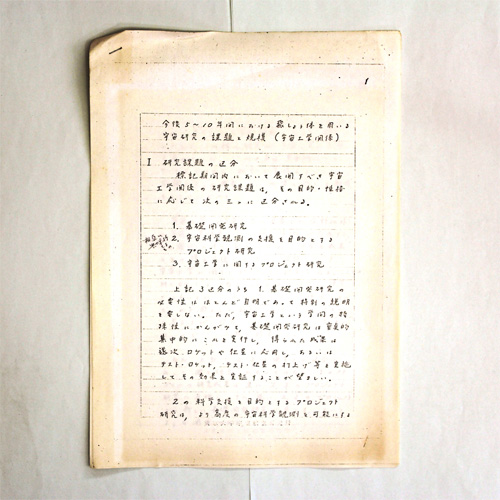 1
今後5～10年間における飛しょう体を用いる
宇宙研究の課題と規模 (宇宙工学関係)
I 研究課題の区分
標記期間内において展開すべき宇宙
工学関係の研究課題は、その目的・性格
に応じて次の三つに区分される。
1. 基礎開発研究
2. 宇宙科学観測の支援を目的とする
プロジェクト研究
3. 宇宙工学に関するプロジェクト研究
上記3区分のうち 1. 基礎開発研究の
必要性はほとんど自明であって特別の説明
を要しない。ただ、宇宙工学という学問の特
殊性にかんがみて、基礎開発研究は重点的
集中的にこれを実行し、得られた成果は
逐次、ロケットや衛星に応用し、あるいは
テスト・ロケット、テスト・衛星の打上げ等を実施
してその効果を実証することが望ましい。
2の科学支援を目的とするプロジェクト
研究は、より高度の宇宙科学観測を可能にする